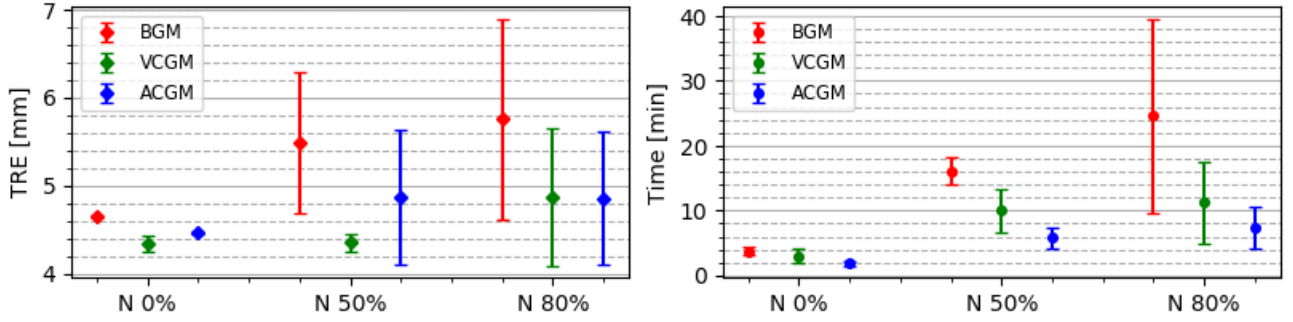 TRE [mm]
7
6
5
4
BGM
VCGM
ACGM
N 0%
N 50%
N 80%
Time [min]
40
30
20
10
0
BGM
VCGM
ACGM
N 0%
N 50%
N 80%